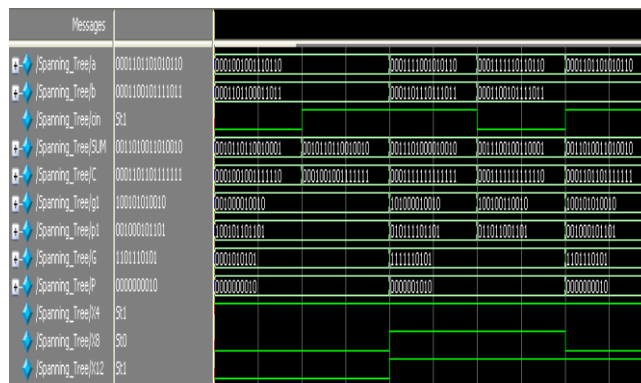 Messages
/Spanning_Tree/a 0001101101010110 0001001001110110 0001111001010110 0001111110110110 0001101101010110
/Spanning_Tree/b 0001100101111011 0001101100011011 0001101110111011 0001100101111011
/Spanning_Tree/cin St1
/Spanning_Tree/SUM 0011010011010010 0010110110010001 0010110110010010 0011101000010010 0011100100110001 0011010011010010
/Spanning_Tree/C 0001101101111111 0001001001111110 0001001001111111 0001111111111111 0001111111111110 0001101101111111
/Spanning_Tree/g1 100101010010 001000010010 101000010010 100100110010 100101010010
/Spanning_Tree/p1 001000101101 100101101101 010111101101 011011001101 001000101101
/Spanning_Tree/G 1101110101 0001010101 1111110101 1101110101
/Spanning_Tree/P 0000000010 0000000010 0000001010 0000000010
/Spanning_Tree/X4 St1
/Spanning_Tree/X8 St0
/Spanning_Tree/X12 St1